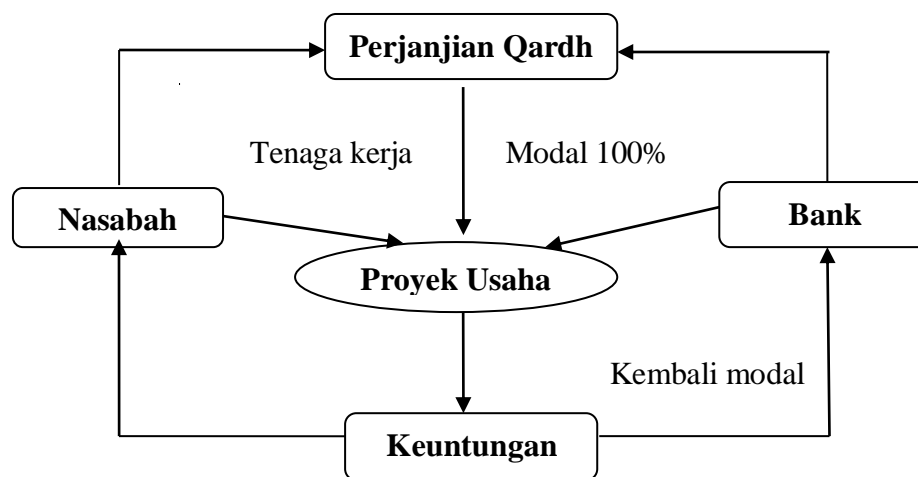 Perjanjian Qardh
Tenaga kerja
Modal 100%
Nasabah
Bank
Proyek Usaha
Kembali modal
Keuntungan